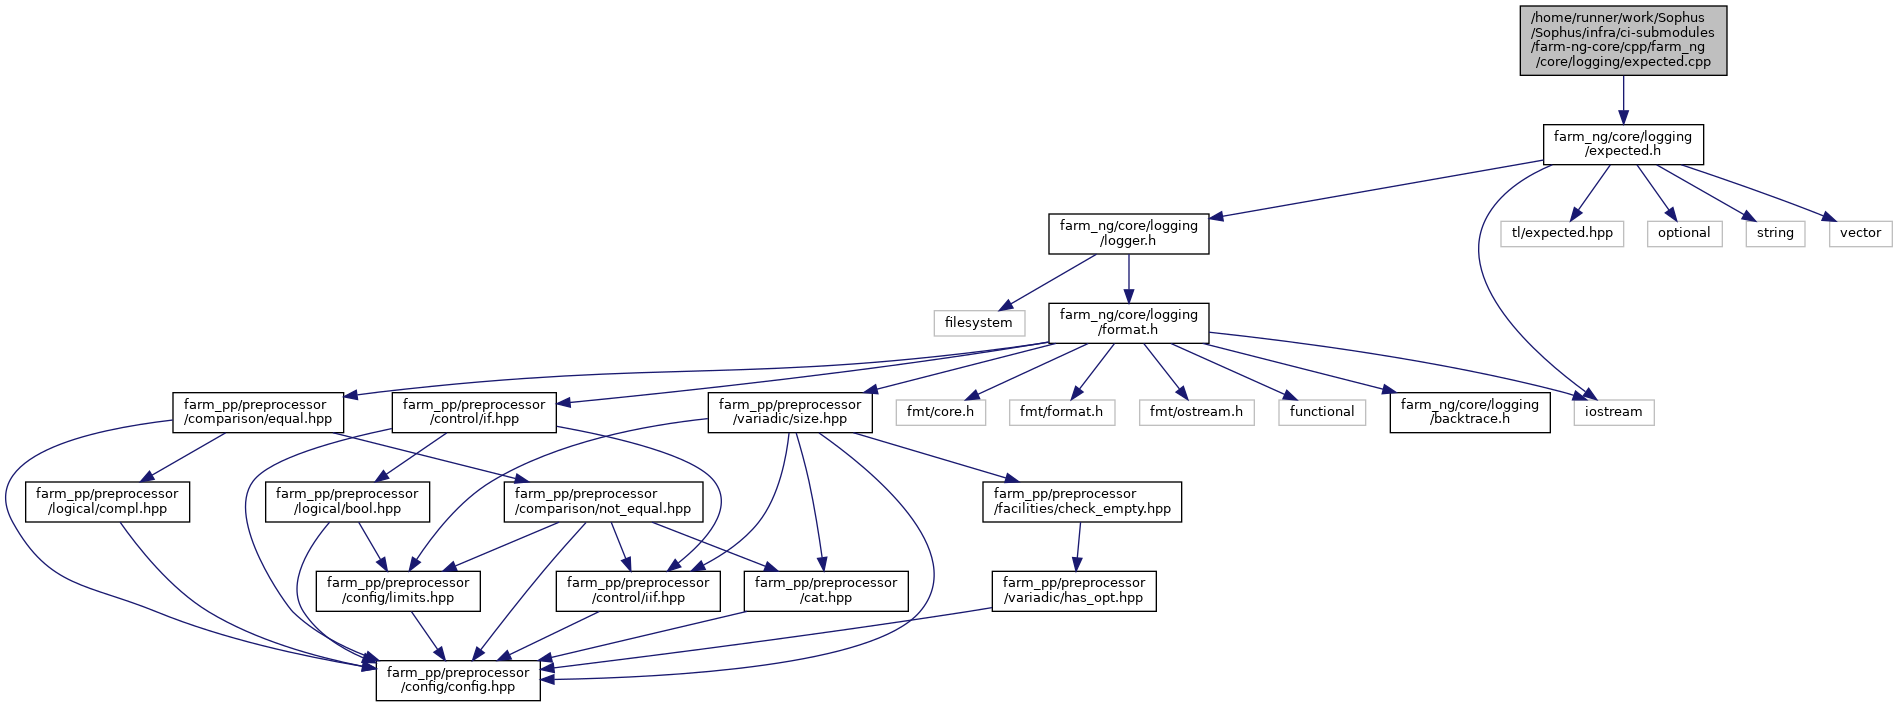 /home/runner/work/Sophus
/Sophus/infra/ci-submodules
/farm-ng-core/cpp/farm_ng
/core/logging/expected.cpp
farm_ng/core/logging
/expected.h
farm_ng/core/logging
/logger.h
tl/expected.hpp
optional
string
vector
filesystem
farm_ng/core/logging
/format.h
farm_pp/preprocessor
/comparison/equal.hpp
farm_pp/preprocessor
/control/if.hpp
farm_pp/preprocessor
/variadic/size.hpp
fmt/core.h
fmt/format.h
fmt/ostream.h
functional
farm_ng/core/logging
/backtrace.h
iostream
farm_pp/preprocessor
/logical/compl.hpp
farm_pp/preprocessor
/logical/bool.hpp
farm_pp/preprocessor
/comparison/not_equal.hpp
farm_pp/preprocessor
/facilities/check_empty.hpp
farm_pp/preprocessor
/config/limits.hpp
farm_pp/preprocessor
/control/iif.hpp
farm_pp/preprocessor
/cat.hpp
farm_pp/preprocessor
/variadic/has_opt.hpp
farm_pp/preprocessor
/config/config.hpp